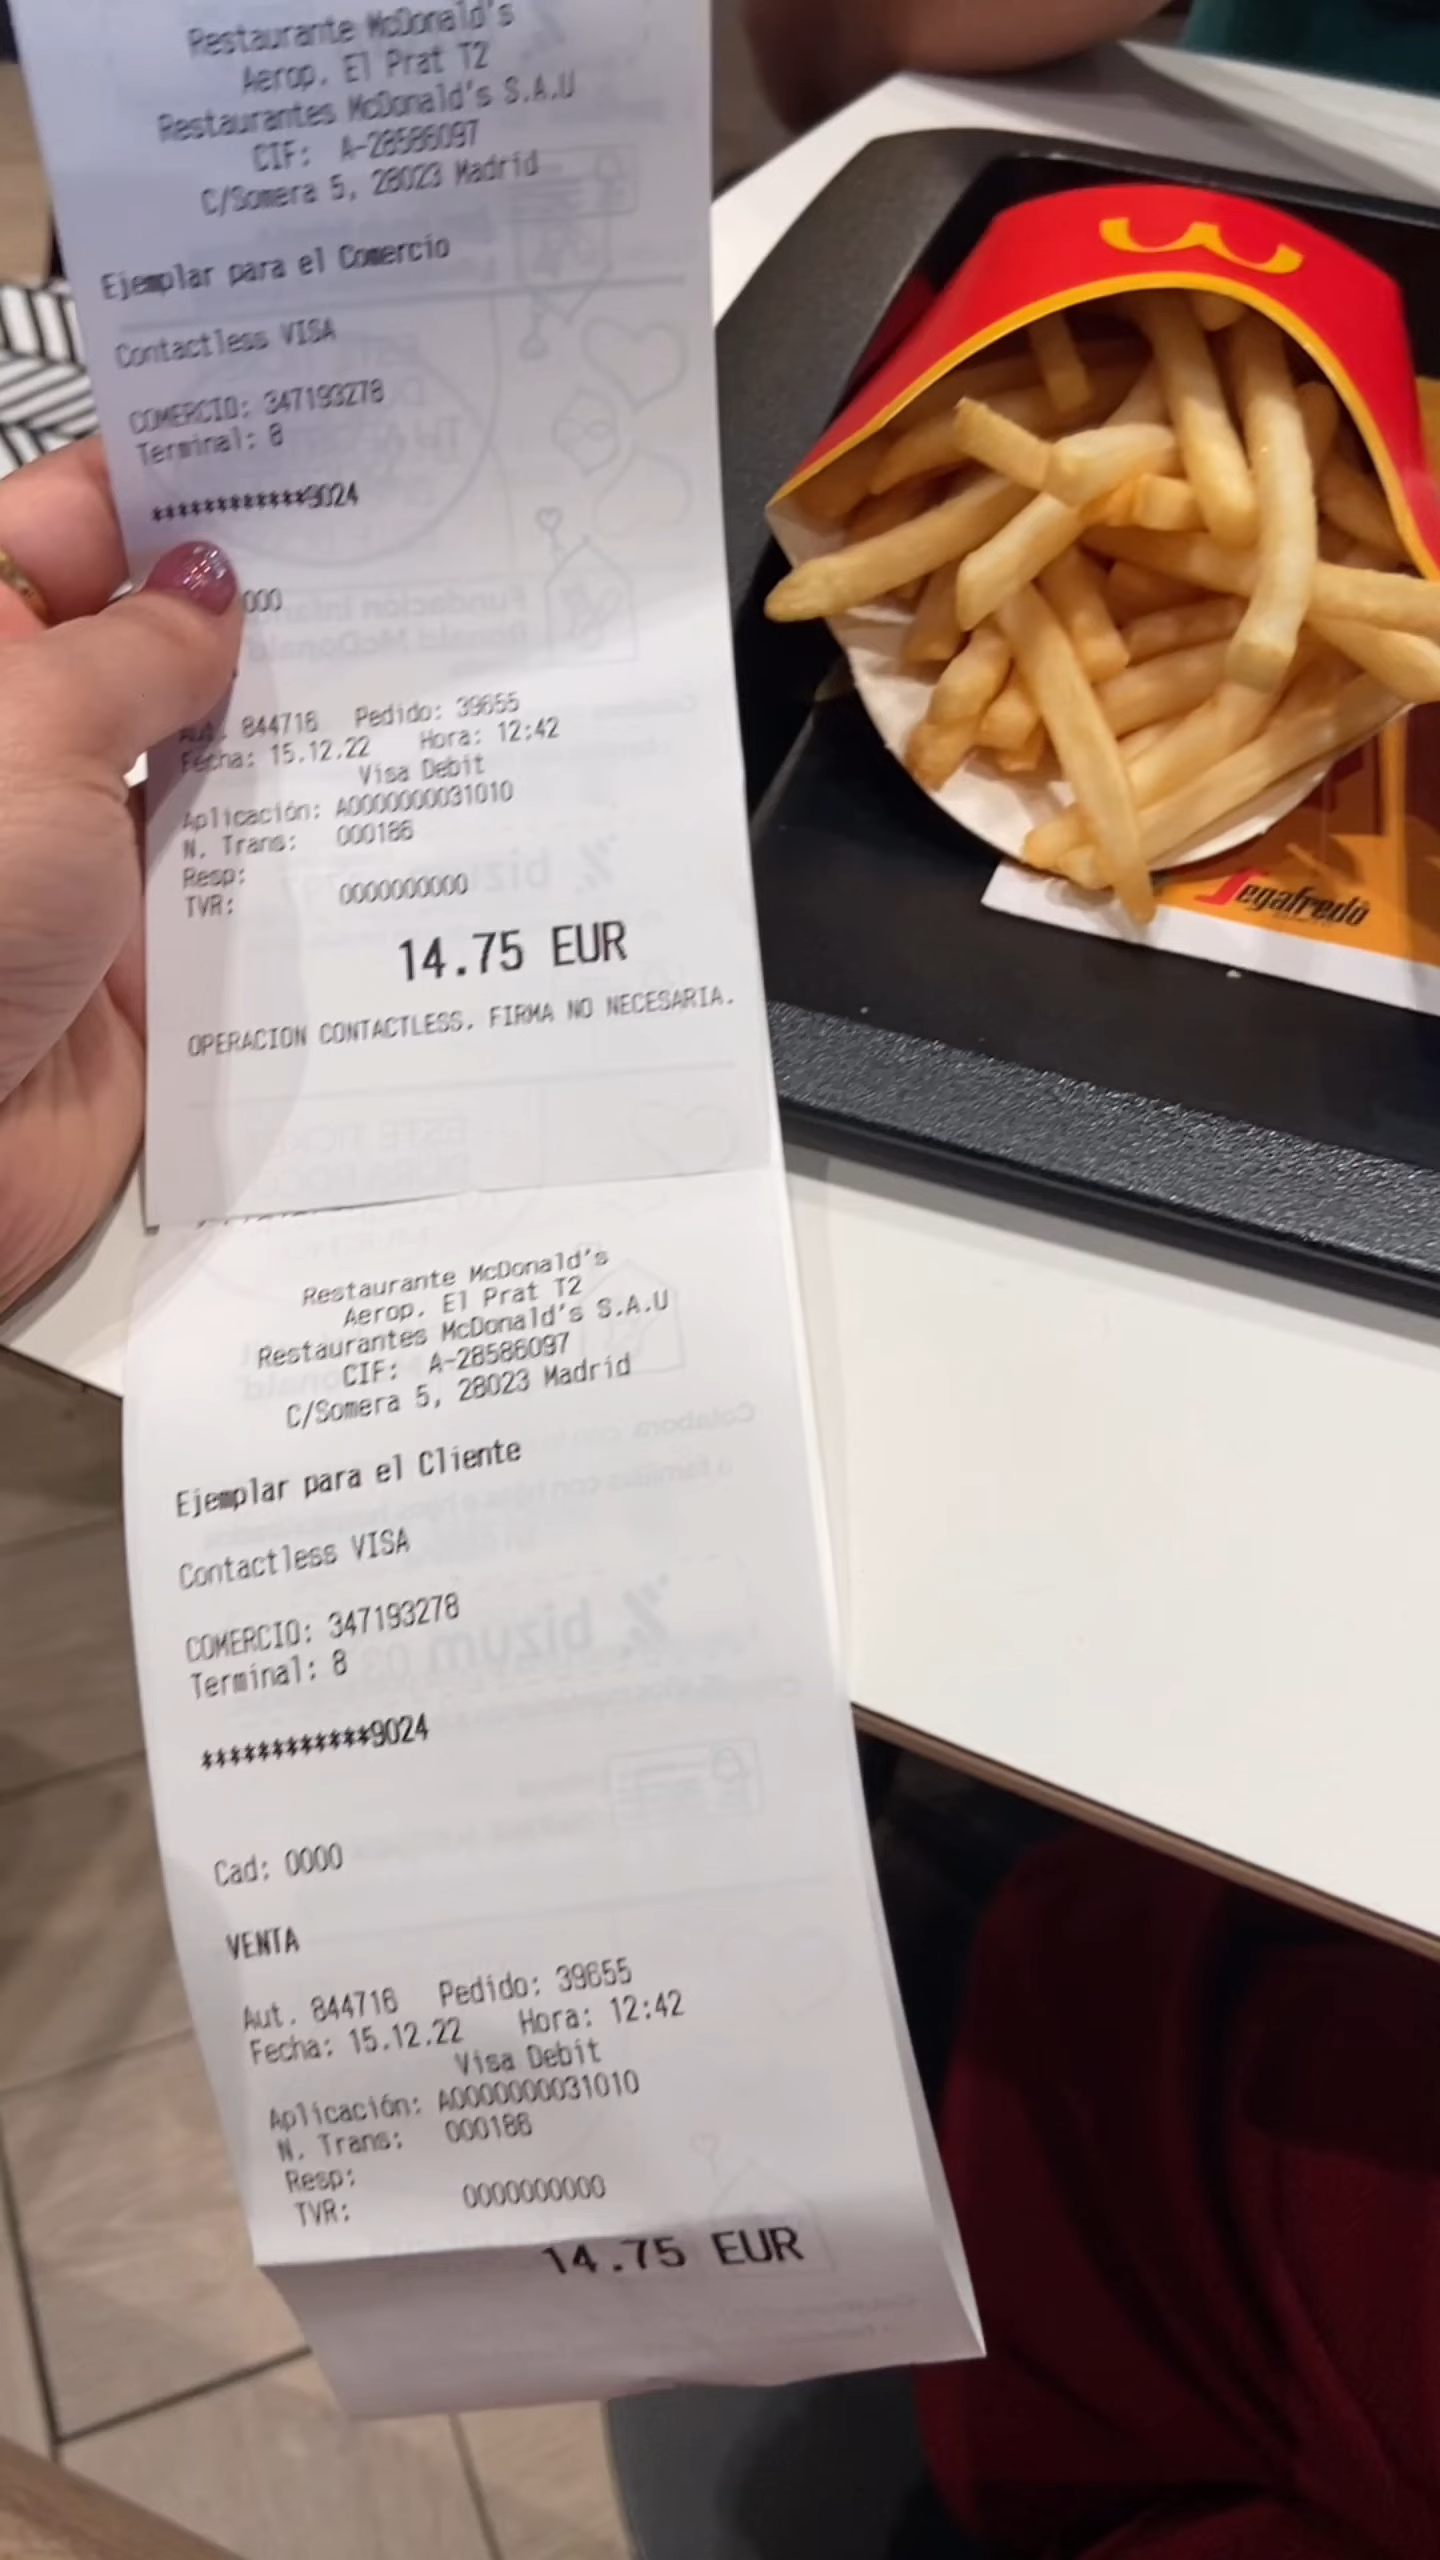 Restaurante McDonald's
Aerop. El Prat T2
Restaurantes McDonald's S.A.U
CIF: A-28586097
C/Somera 5, 28023 Madrid
Ejemplar para el Comercio
Contactless VISA
COMERCIO: 347193278
Terminal: 8
************9024
000
Aut. 844716 Pedido: 39655
Fecha: 15.12.22 Hora: 12:42
Visa Debit
Aplicación: A0000000031010
N. Trans: 000186
Resp:
TVR: 0000000000
14.75 EUR
OPERACION CONTACTLESS. FIRMA NO NECESARIA.
Restaurante McDonald's
Aerop. El Prat T2
Restaurantes McDonald's S.A.U
CIF: A-28586097
C/Somera 5, 28023 Madrid
Ejemplar para el Cliente
Contactless VISA
COMERCIO: 347193278
Terminal: 8
************9024
Cad: 0000
VENTA
Aut. 844716 Pedido: 39655
Fecha: 15.12.22 Hora: 12:42
Visa Debit
Aplicación: A0000000031010
N. Trans: 000186
Resp:
TVR: 0000000000
14.75 EUR
Segafredo